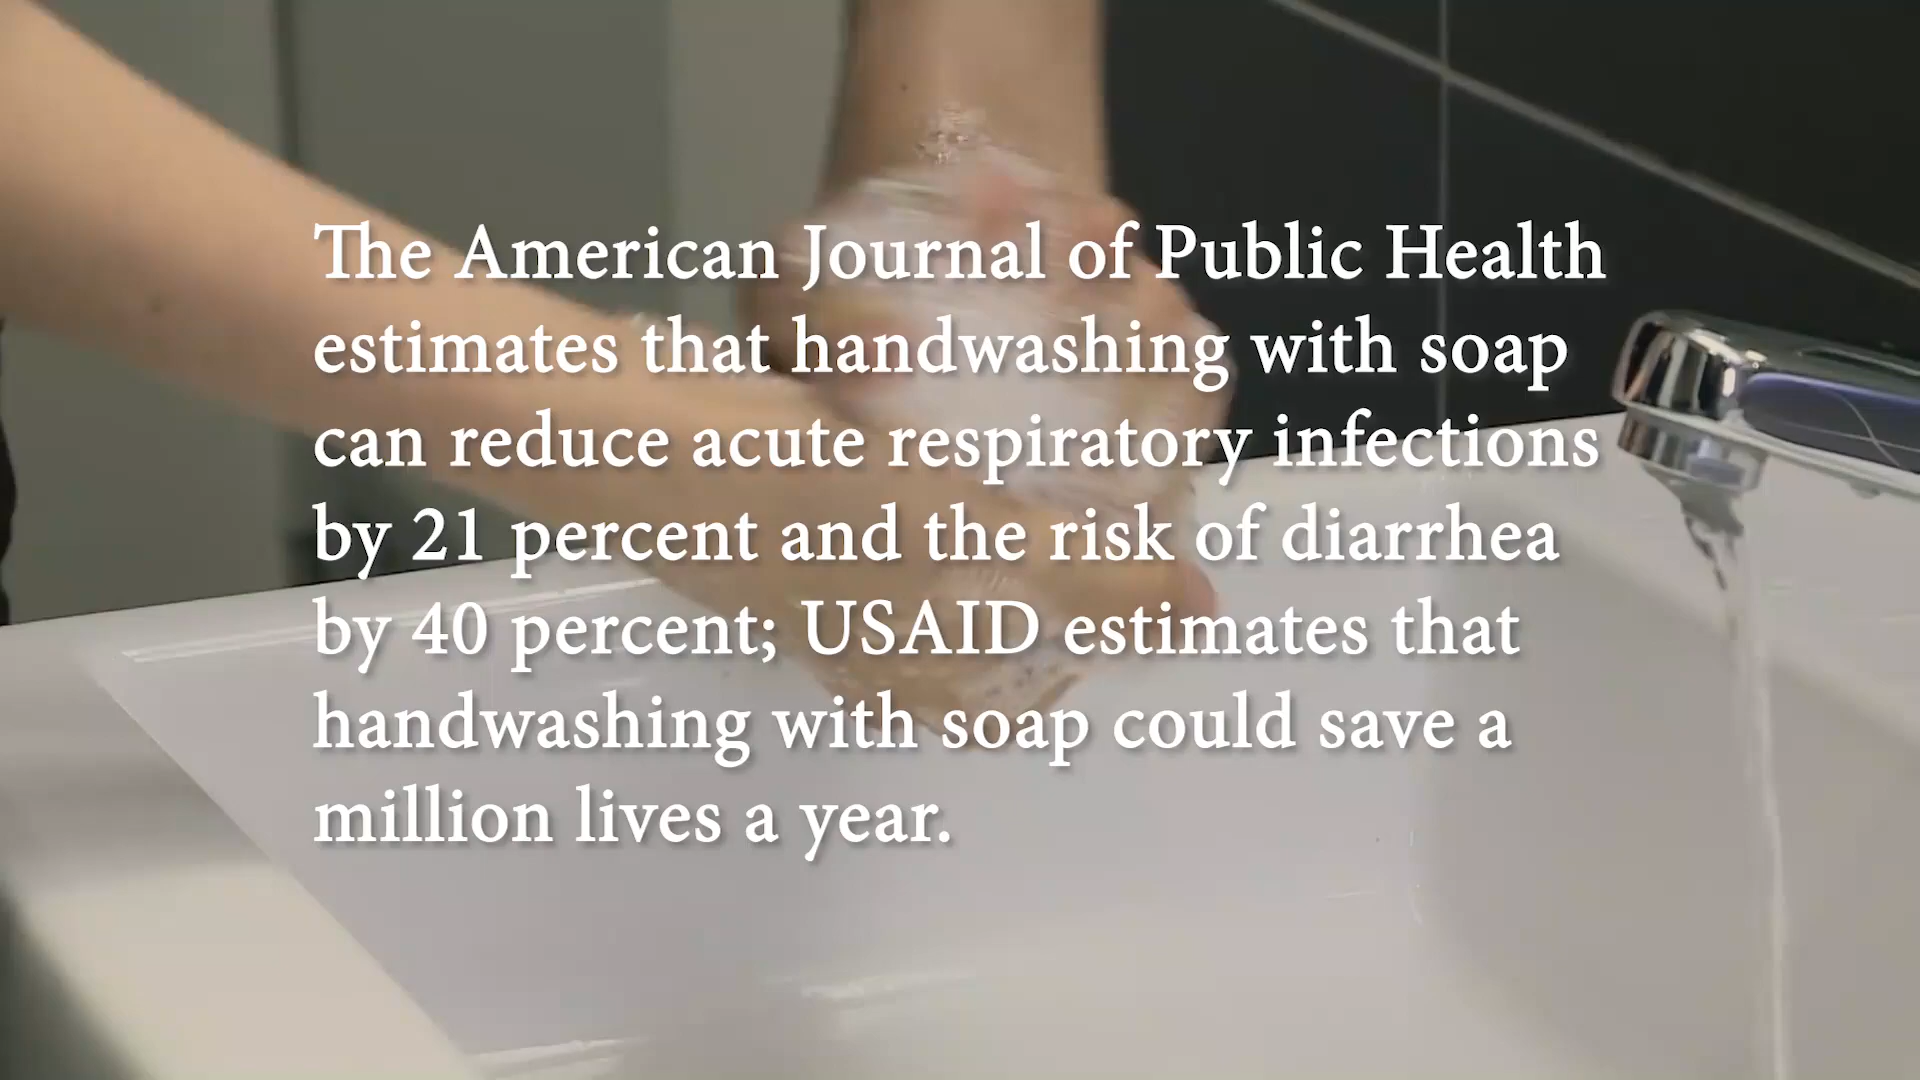 The American Journal of Public Health
estimates that handwashing with soap
can reduce acute respiratory infections
by 21 percent and the risk of diarrhea
by 40 percent; USAID estimates that
handwashing with soap could save a
million lives a year.